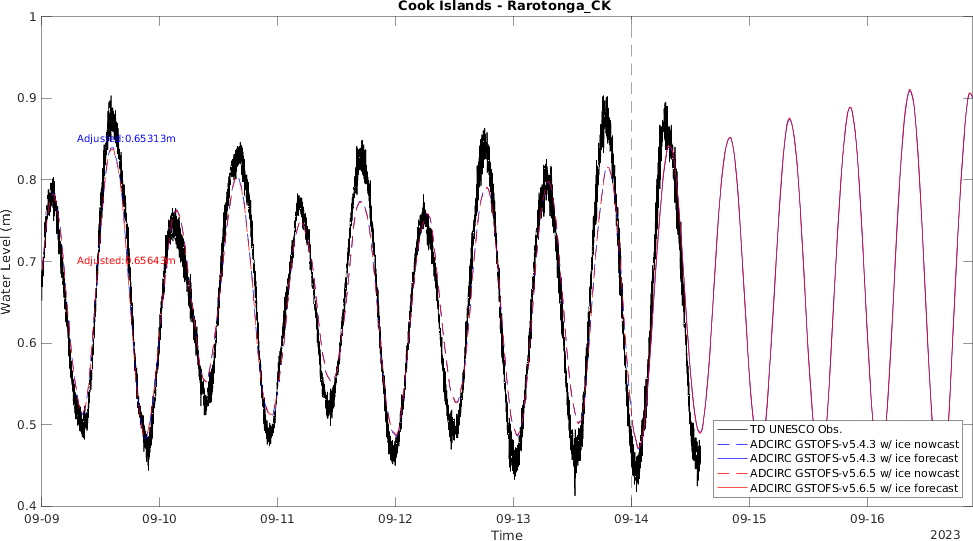 Cook Islands - Rarotonga_CK
Water Level (m)
1
0.9
0.8
0.7
0.6
0.5
0.4
Adjusted:0.65313m
Adjusted:0.65643m
TD UNESCO Obs.
ADCIRC GSTOFS-v5.4.3 w/ ice nowcast
ADCIRC GSTOFS-v5.4.3 w/ ice forecast
ADCIRC GSTOFS-v5.6.5 w/ ice nowcast
ADCIRC GSTOFS-v5.6.5 w/ ice forecast
09-09 09-10 09-11 09-12 09-13 09-14 09-15 09-16
Time
2023